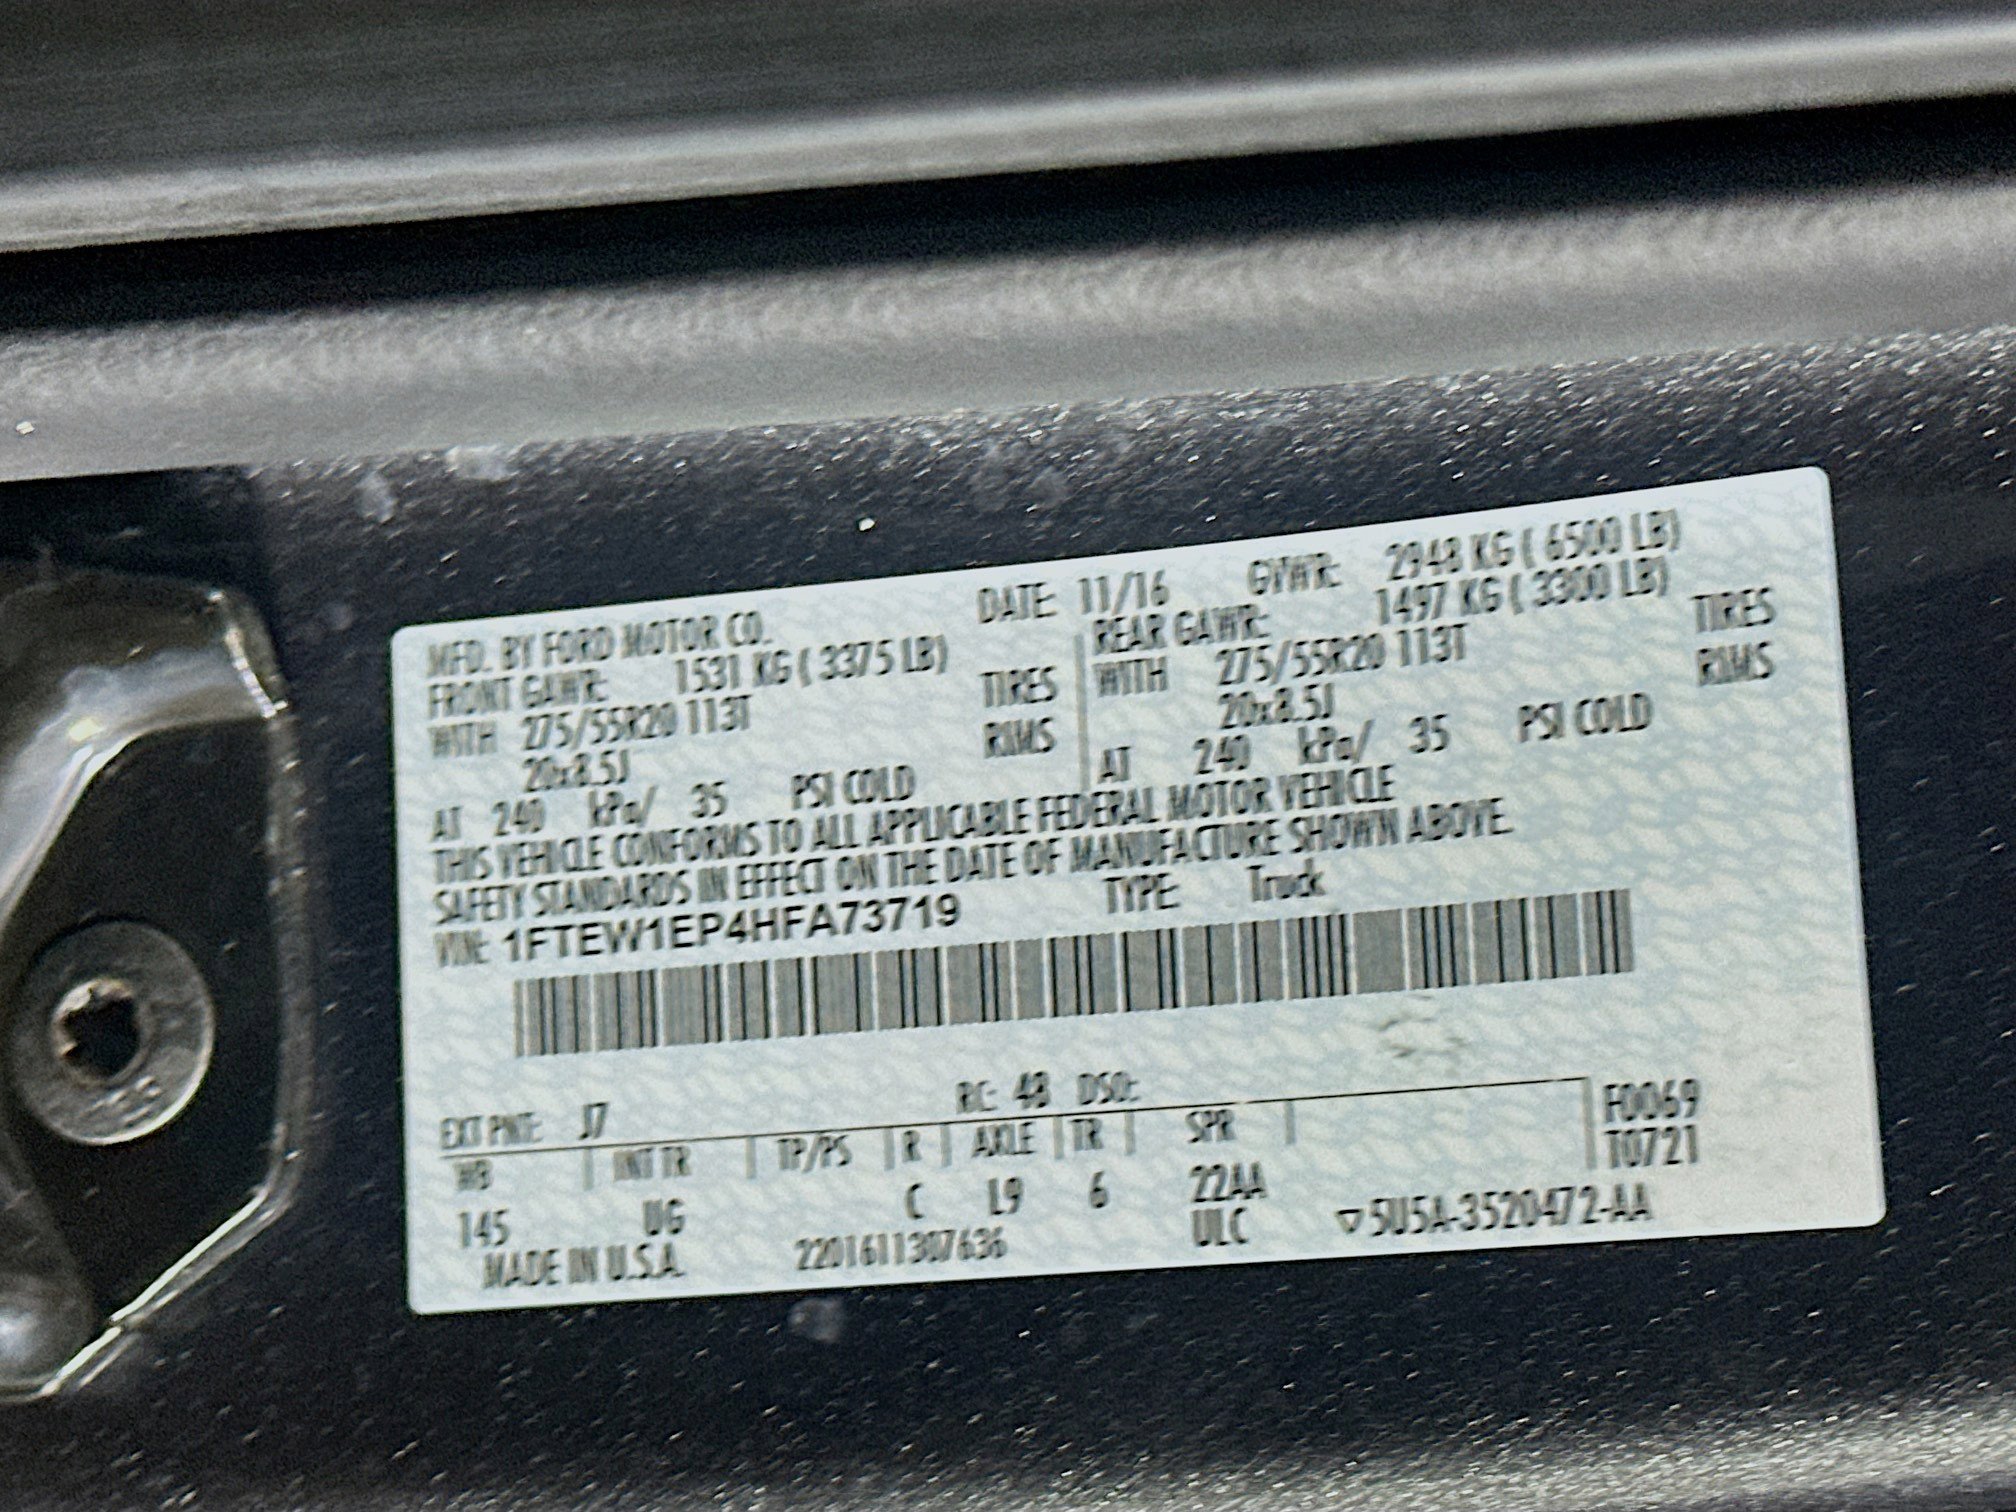 MFD. BY FORD MOTOR CO. DATE: 11/16 GVWR: 2948 KG ( 6500 LB)
FRONT GAWR: 1531 KG ( 3375 LB) REAR GAWR: 1497 KG ( 3300 LB)
WITH 275/55R20 113T TIRES WITH 275/55R20 113T TIRES
20x8.5J RIMS 20x8.5J RIMS
AT 240 kPa/ 35 PSI COLD AT 240 kPa/ 35 PSI COLD
THIS VEHICLE CONFORMS TO ALL APPLICABLE FEDERAL MOTOR VEHICLE
SAFETY STANDARDS IN EFFECT ON THE DATE OF MANUFACTURE SHOWN ABOVE.
VIN: 1FTEW1EP4HFA73719 TYPE: Truck
EXT PNT: J7 RC: 48 DSO:
WB INT TR TP/PS R AXLE TR SPR F0069
T0721
145 UG C L9 6 22AA
MADE IN U.S.A. 2201611307636 ULC ▽5U5A-3520472-AA